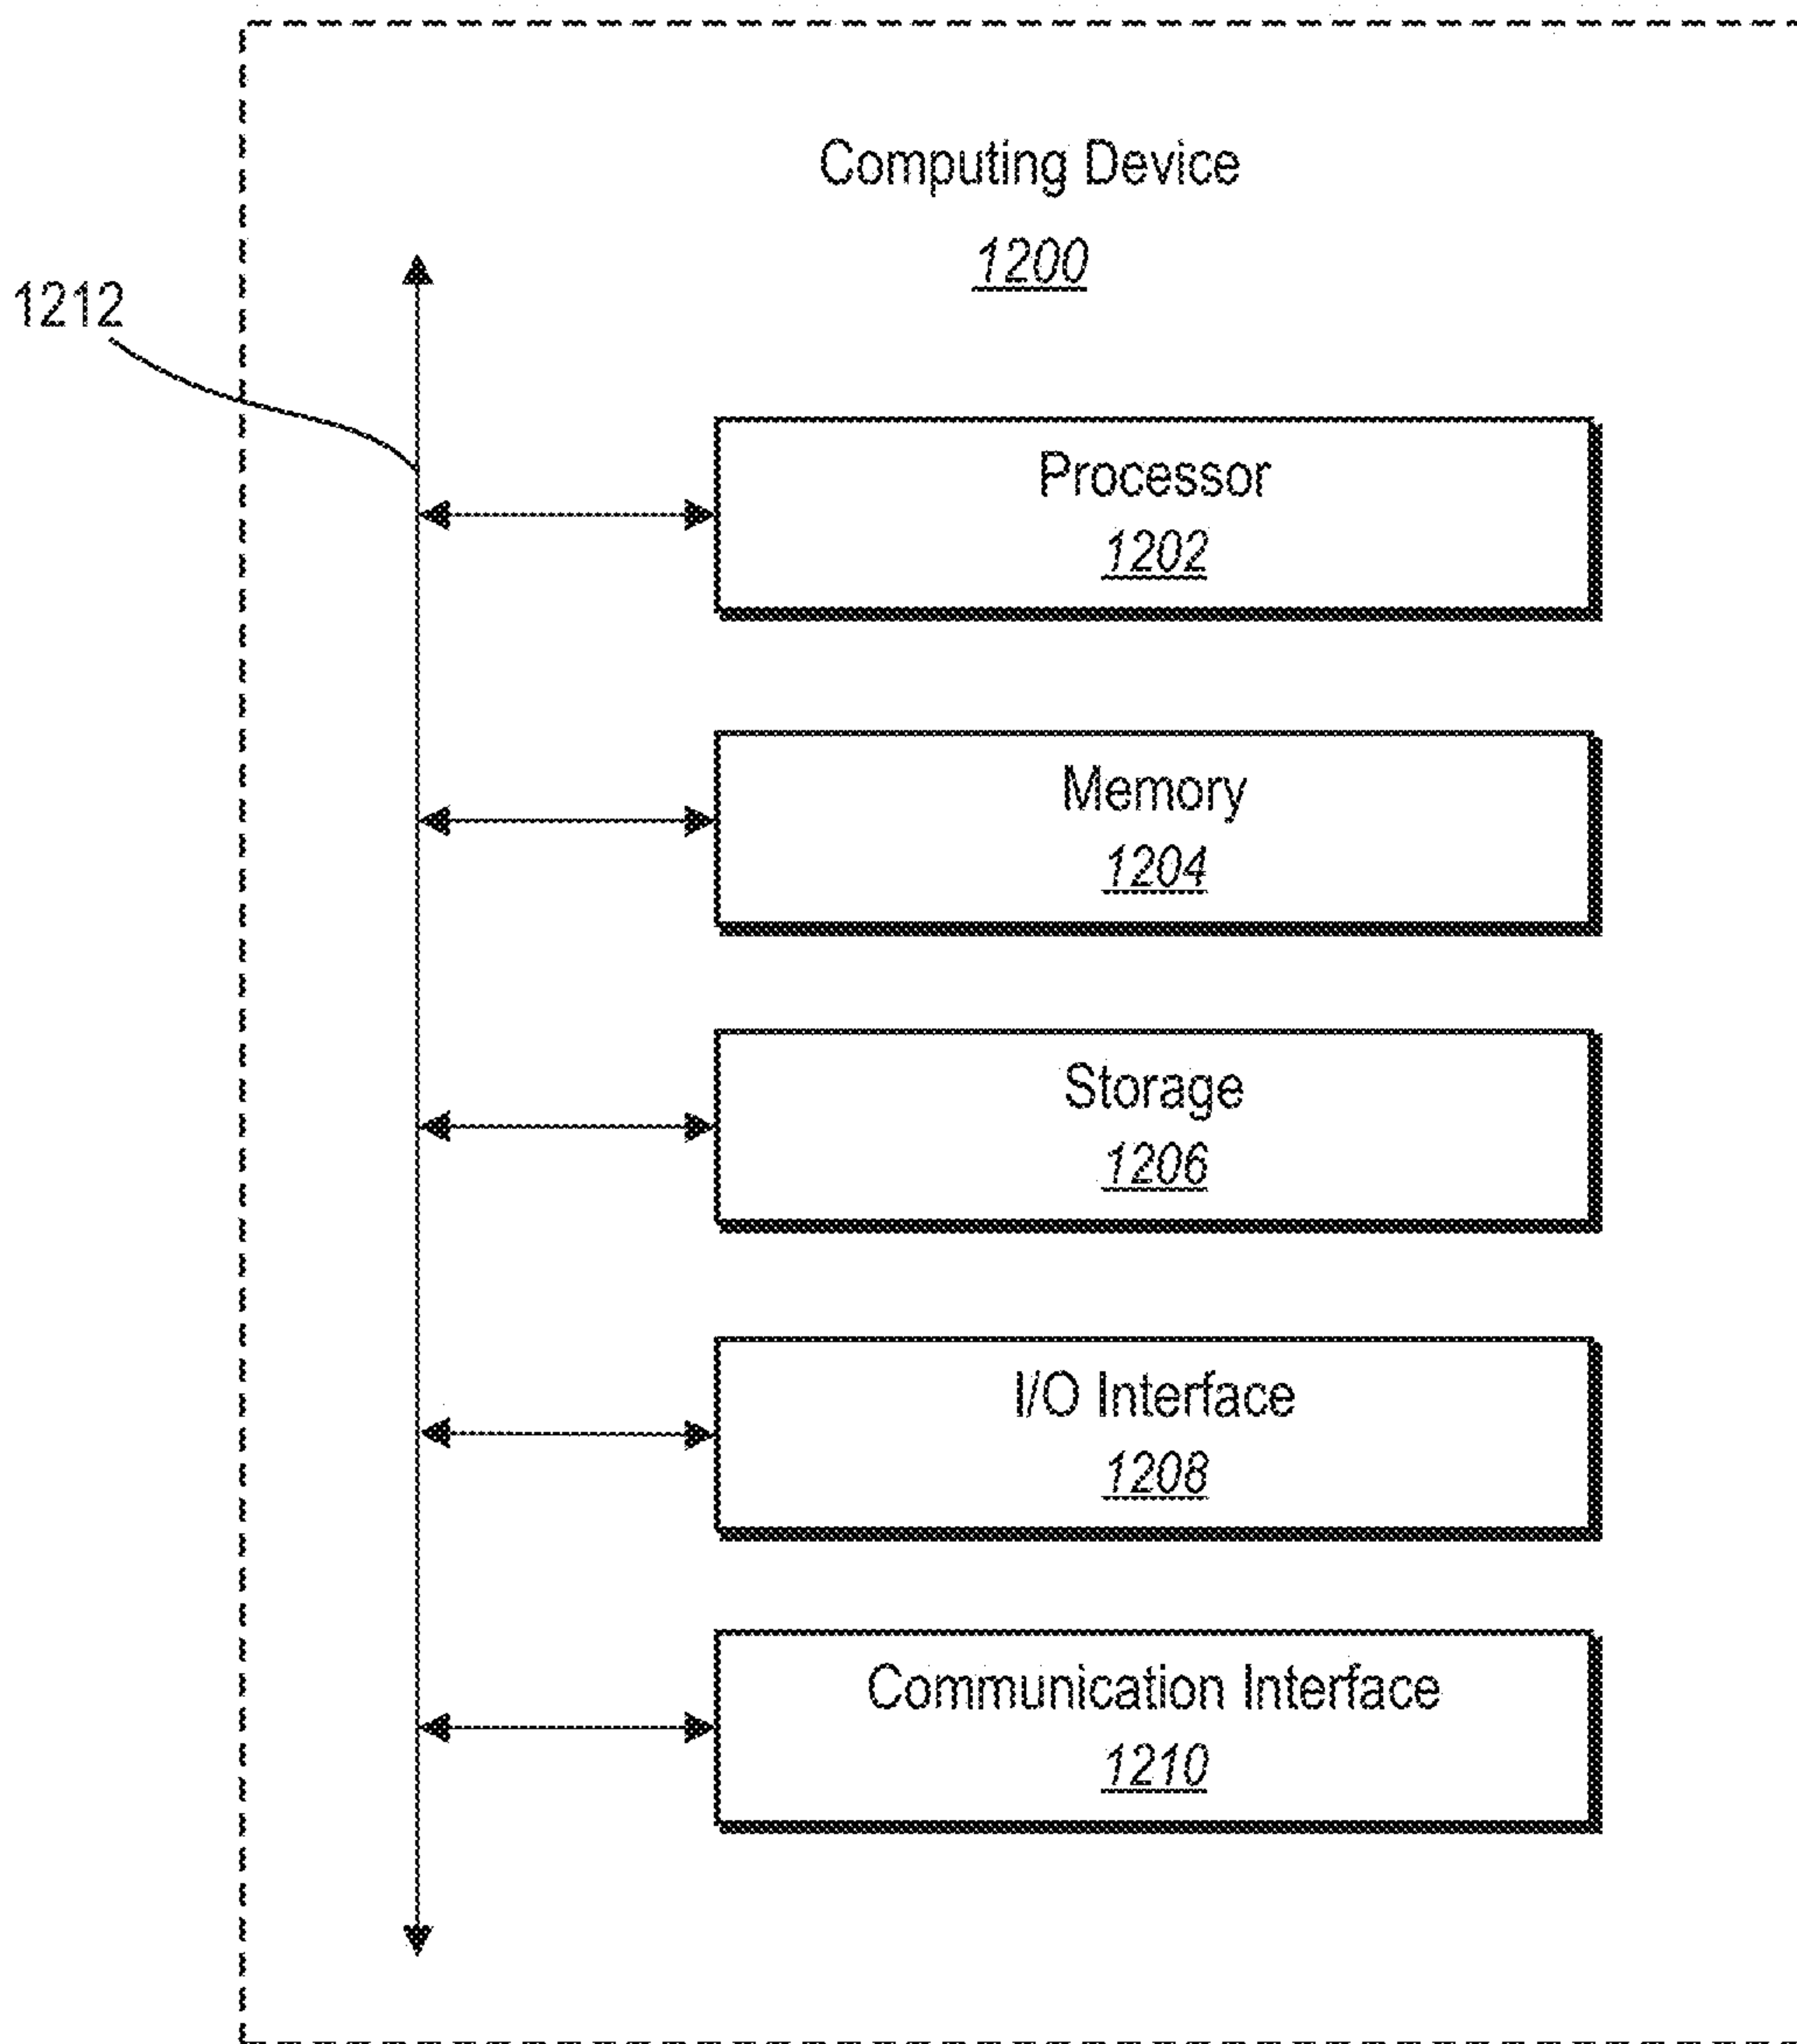 Computing Device
1200
1212
Processor
1202
Memory
1204
Storage
1206
I/O Interface
1208
Communication Interface
1210